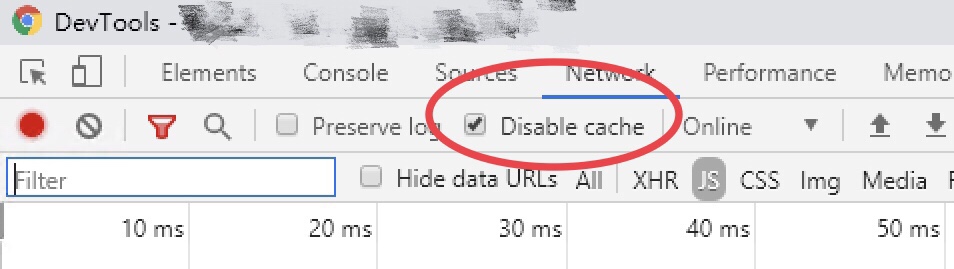 DevTools -
Elements Console Sources Network Performance Memo
Preserve log Disable cache Online
Filter Hide data URLs All XHR JS CSS Img Media
10 ms 20 ms 30 ms 40 ms 50 ms